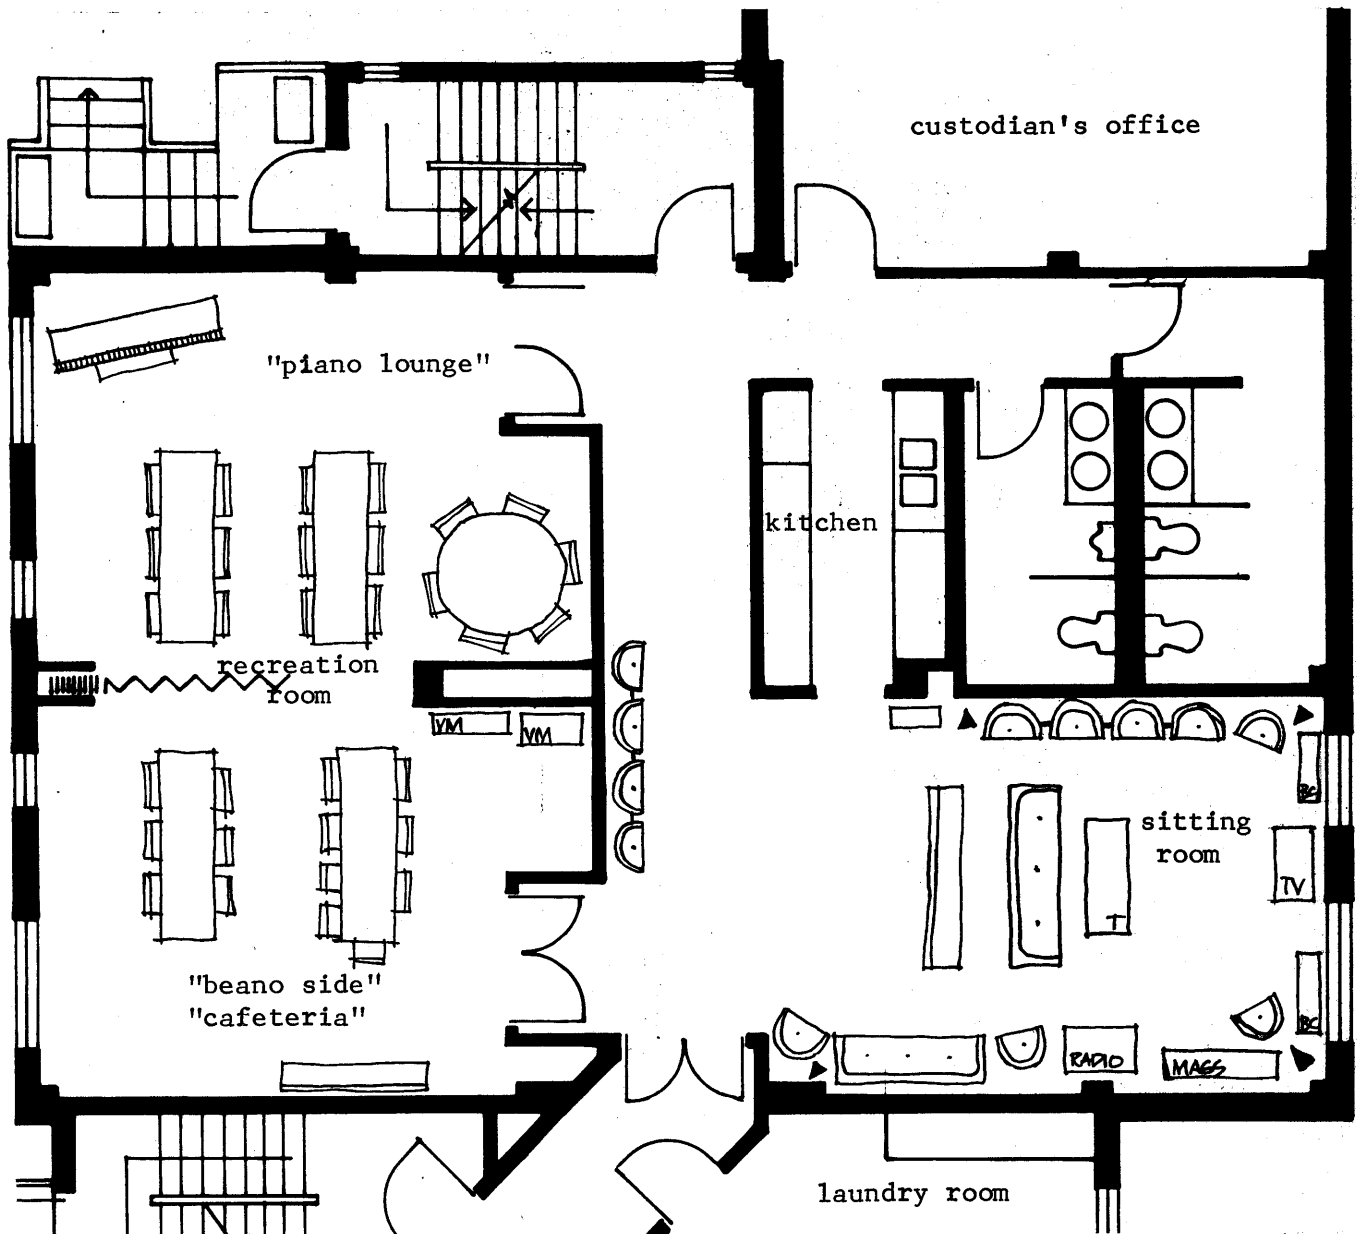 custodian's office
"piano lounge"
kitchen
recreation
room
VM
VM
BC
sitting
room
TV
T
"beano side"
"cafeteria"
BC
RADIO
MAGS
laundry room